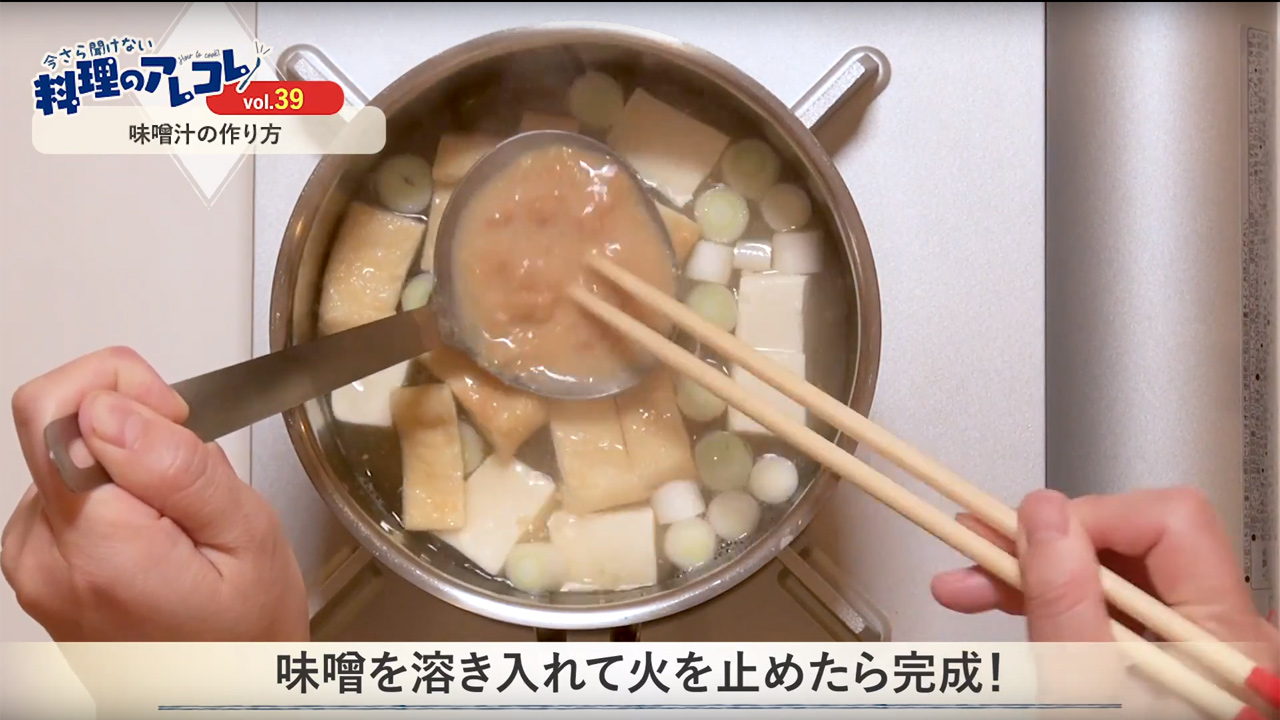 今さら聞けない
How to cook?
料理のアレコレ
vol.39
味噌汁の作り方
味噌を溶き入れて火を止めたら完成!